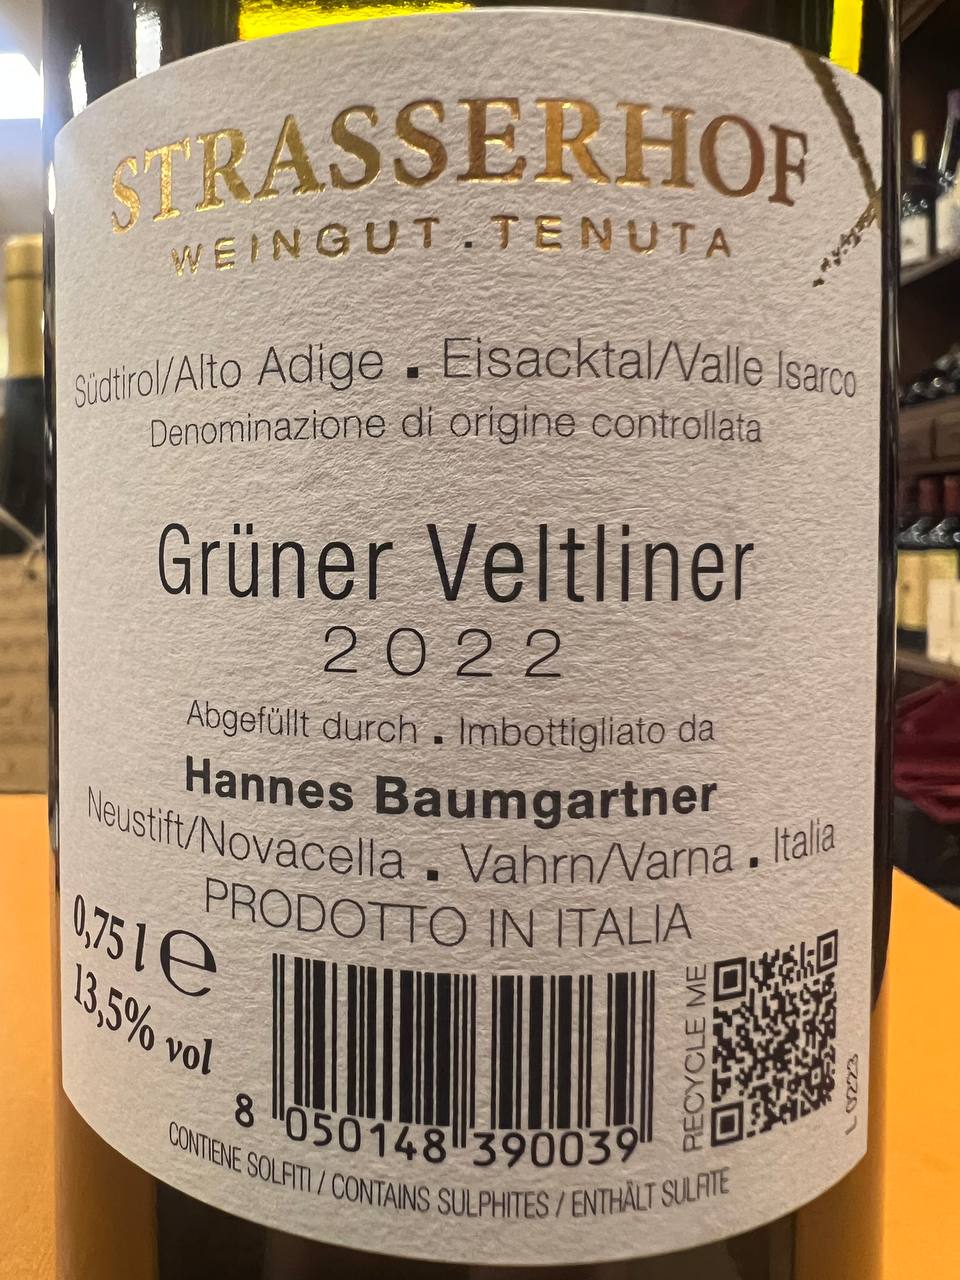 STRASSERHOF
WEINGUT . TENUTA
Südtirol/Alto Adige . Eisacktal/Valle Isarco
Denominazione di origine controllata
Grüner Veltliner
2022
Abgefüllt durch . Imbottigliato da
Hannes Baumgartner
Neustift/Novacella . Vahrn/Varna . Italia
PRODOTTO IN ITALIA
0,75 l e
13,5% vol
8 050148 390039
RECYCLE ME
L 0223
CONTIENE SOLFITI / CONTAINS SULPHITES / ENTHÄLT SULFITE